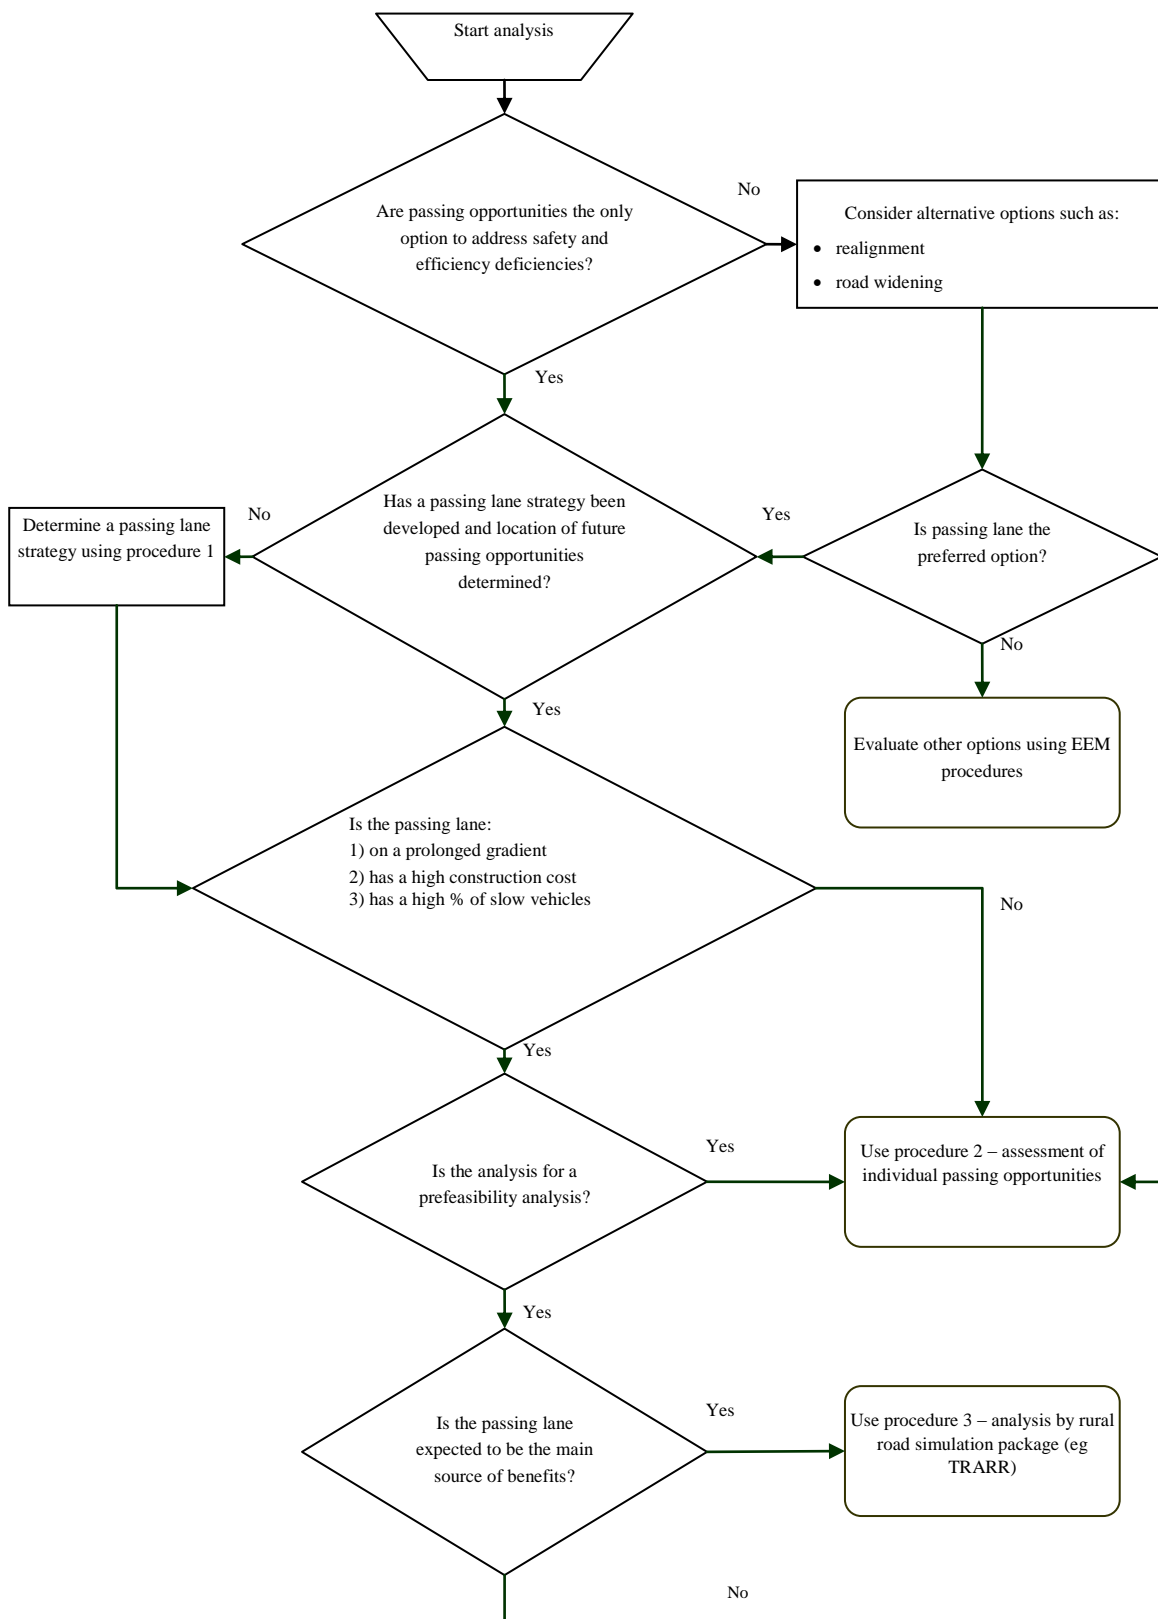 Start analysis
No
Are passing opportunities the only
option to address safety and
efficiency deficiencies?
Consider alternative options such as:
• realignment
• road widening
Yes
Has a passing lane strategy been
developed and location of future
passing opportunities
determined?
No
Yes
Determine a passing lane
strategy using procedure 1
Is passing lane the
preferred option?
No
Yes
Evaluate other options using EEM
procedures
Is the passing lane:
1) on a prolonged gradient
2) has a high construction cost
3) has a high % of slow vehicles
No
Yes
Is the analysis for a
prefeasibility analysis?
Yes
Use procedure 2 – assessment of
individual passing opportunities
Yes
Is the passing lane
expected to be the main
source of benefits?
Yes
Use procedure 3 – analysis by rural
road simulation package (eg
TRARR)
No